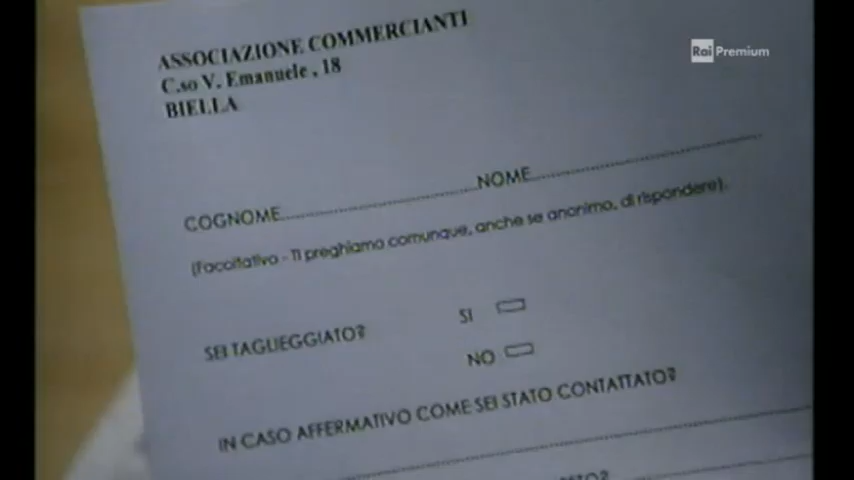 ASSOCIAZIONE COMMERCIANTI
Rai Premium
C.so V. Emanuele , 18
BIELLA
COGNOME..............................NOME..............................
(Facoltativo - Ti preghiamo comunque, anche se anonimo, di rispondere).
SEI TAGLIEGGIATO? SI
NO
IN CASO AFFERMATIVO COME SEI STATO CONTATTATO?